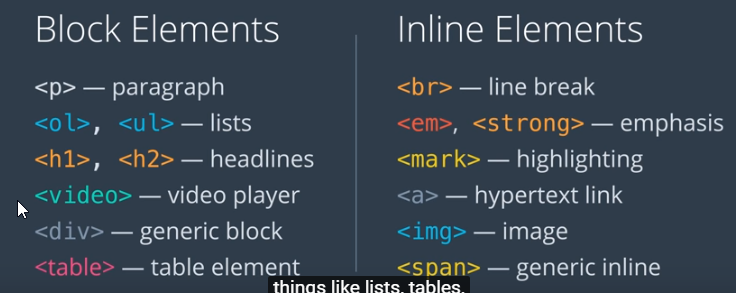 Block Elements
<p> — paragraph
<ol>, <ul> — lists
<h1>, <h2> — headlines
<video> — video player
<div> — generic block
<table> — table element
Inline Elements
<br> — line break
<em>, <strong> — emphasis
<mark> — highlighting
<a> — hypertext link
<img> — image
<span> — generic inline
things like lists, tables,